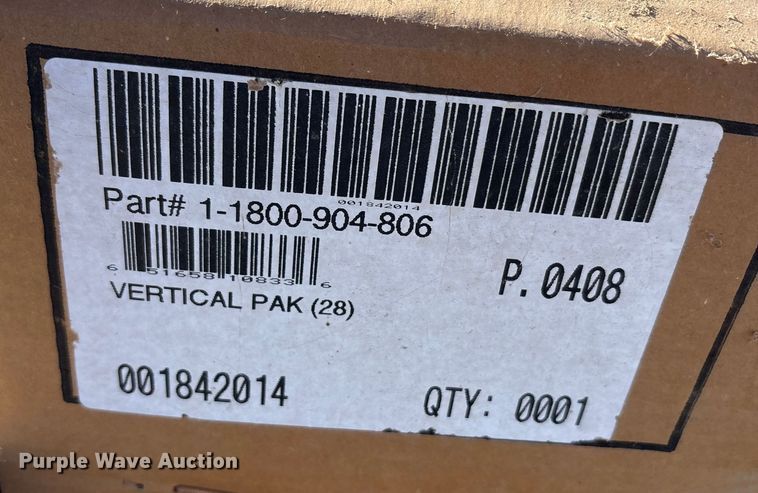 001842014
Part# 1-1800-904-806
6 51658 10833 6
P. 0408
VERTICAL PAK (28)
001842014
QTY: 0001
Purple Wave Auction